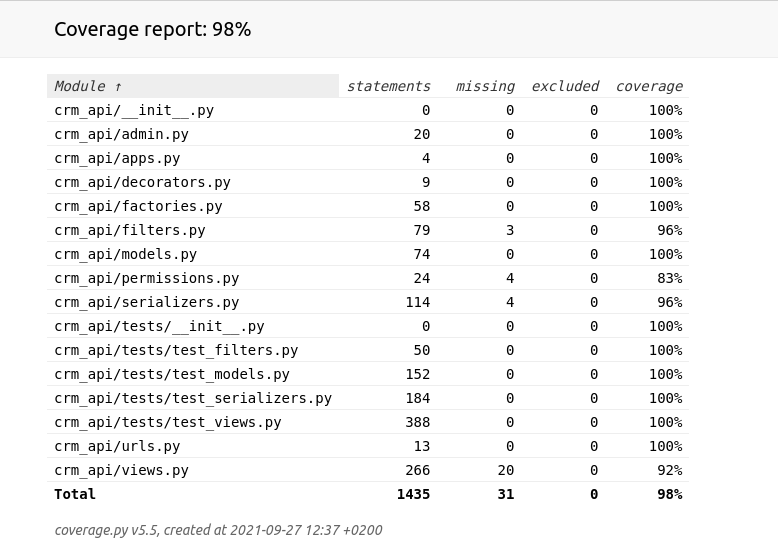 Coverage report: 98%
Module ↑ statements missing excluded coverage
crm_api/__init__.py 0 0 0 100%
crm_api/admin.py 20 0 0 100%
crm_api/apps.py 4 0 0 100%
crm_api/decorators.py 9 0 0 100%
crm_api/factories.py 58 0 0 100%
crm_api/filters.py 79 3 0 96%
crm_api/models.py 74 0 0 100%
crm_api/permissions.py 24 4 0 83%
crm_api/serializers.py 114 4 0 96%
crm_api/tests/__init__.py 0 0 0 100%
crm_api/tests/test_filters.py 50 0 0 100%
crm_api/tests/test_models.py 152 0 0 100%
crm_api/tests/test_serializers.py 184 0 0 100%
crm_api/tests/test_views.py 388 0 0 100%
crm_api/urls.py 13 0 0 100%
crm_api/views.py 266 20 0 92%
Total 1435 31 0 98%
coverage.py v5.5, created at 2021-09-27 12:37 +0200